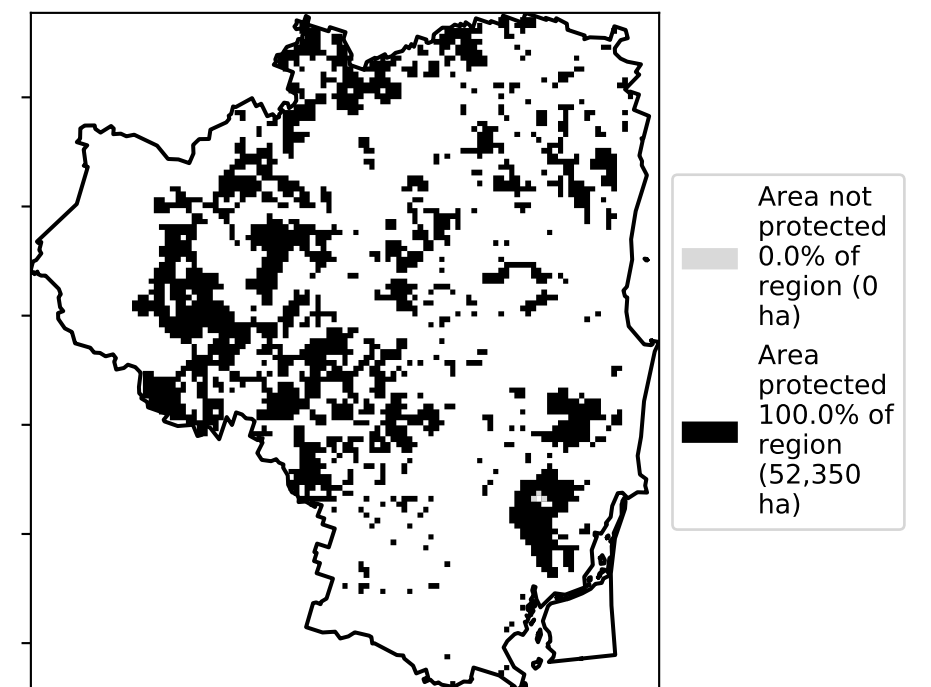 Area not
protected
0.0% of
region (0
ha)
Area
protected
100.0% of
region
(52,350
ha)